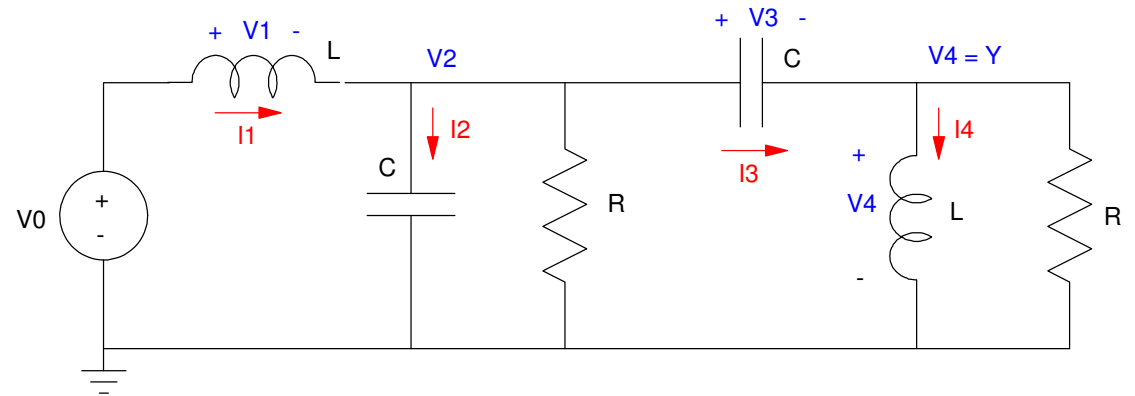 + V1 -
L
I1
V0
+
-
V2
I2
C
R
+ V3 -
C
I3
V4 = Y
I4
+
V4
-
L
R